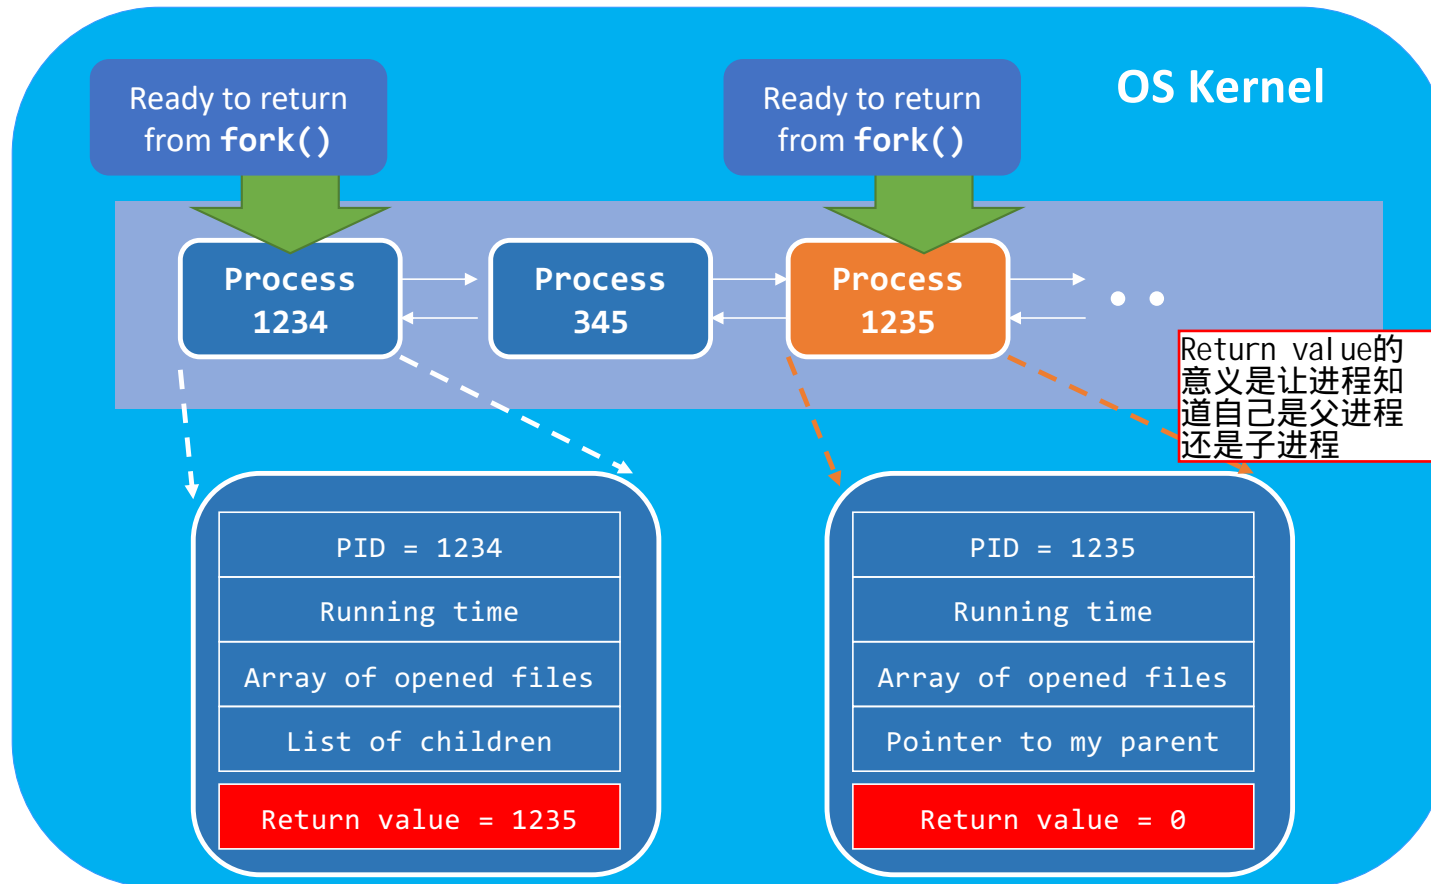 OS Kernel
Ready to return
from fork()
Ready to return
from fork()
Process
1234
Process
345
Process
1235
Return value的
意义是让进程知
道自己是父进程
还是子进程
PID = 1234
Running time
Array of opened files
List of children
Return value = 1235
PID = 1235
Running time
Array of opened files
Pointer to my parent
Return value = 0